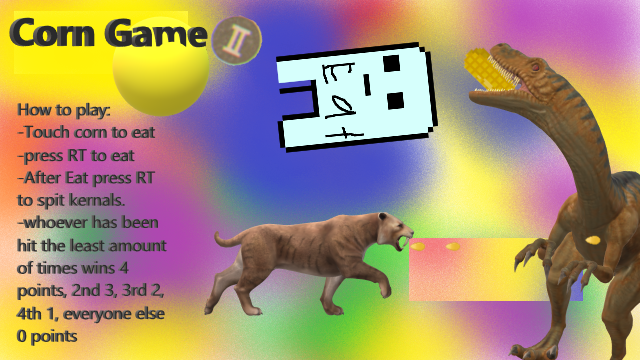 Corn Game II
How to play:
-Touch corn to eat
-press RT to eat
-After Eat press RT
to spit kernals.
-whoever has been
hit the least amount
of times wins 4
points, 2nd 3, 3rd 2,
4th 1, everyone else
0 points